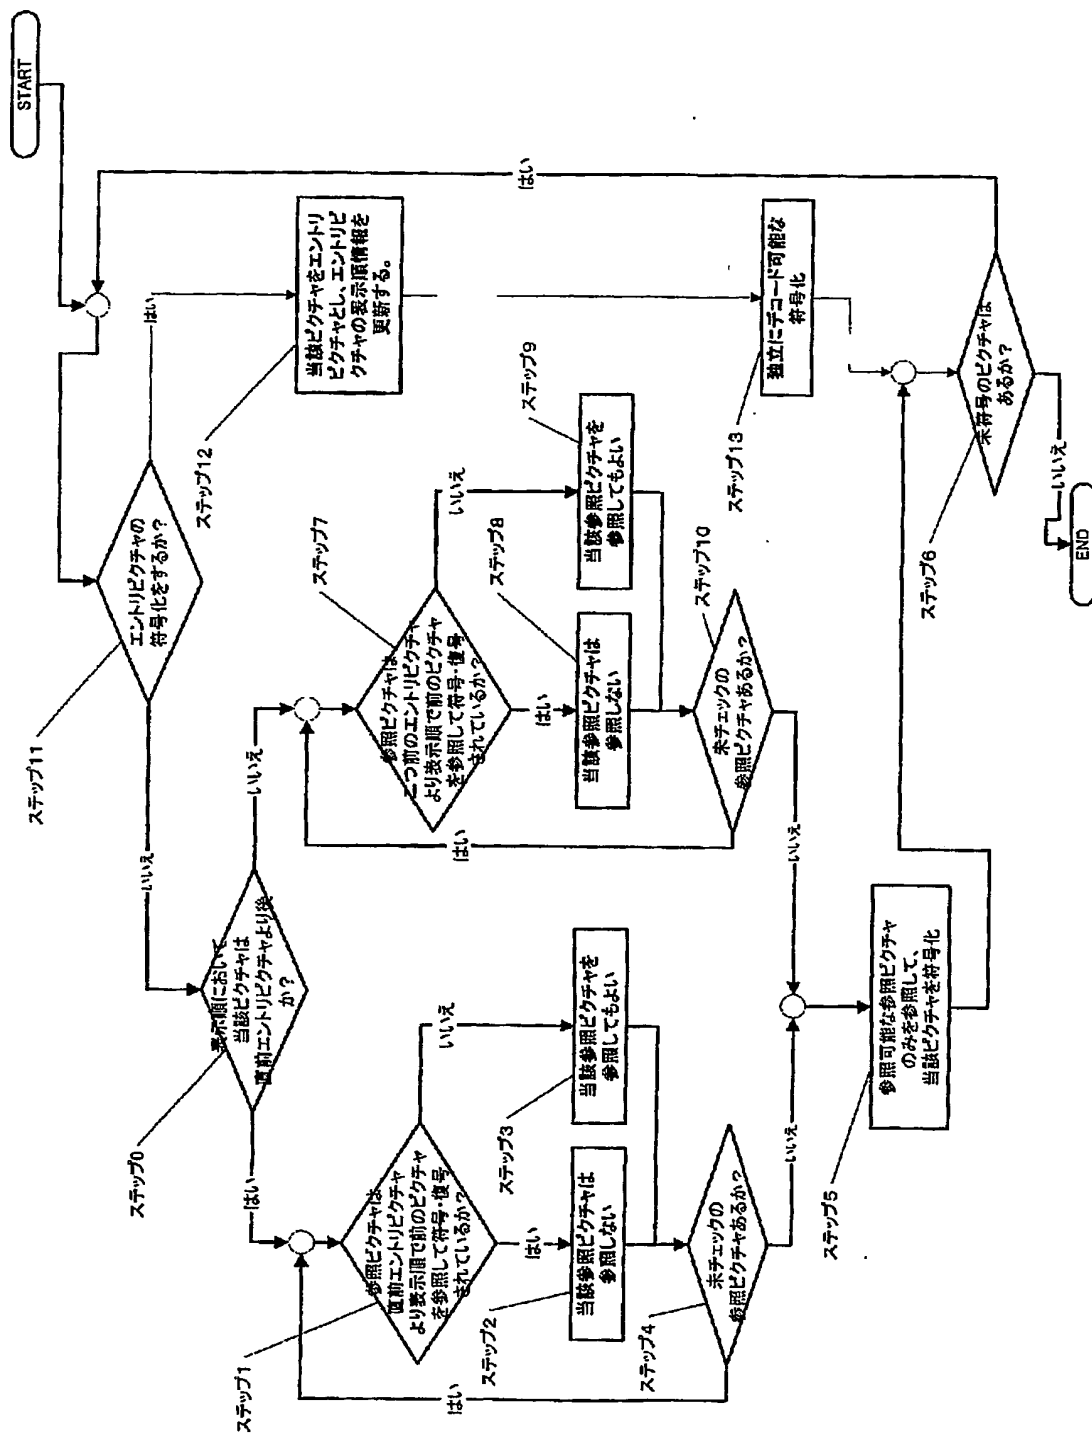 START
ステップ11
エントリピクチャの
符号化をするか?
はい
いいえ
ステップ12
当該ピクチャをエントリ
ピクチャとし、エントリピ
クチャの表示順情報を
更新する。
ステップ0
表示順において
当該ピクチャは
直前エントリピクチャより後
か?
はい
いいえ
ステップ1
参照ピクチャは
直前エントリピクチャ
より表示順で前のピクチャ
を参照して符号・復号
されているか?
はい
いいえ
ステップ2
当該参照ピクチャは
参照しない
ステップ3
当該参照ピクチャを
参照してもよい
ステップ4
未チェックの
参照ピクチャあるか?
はい
いいえ
ステップ7
参照ピクチャは
二つ前のエントリピクチャ
より表示順で前のピクチャ
を参照して符号・復号
されているか?
はい
いいえ
ステップ8
当該参照ピクチャは
参照しない
ステップ9
当該参照ピクチャを
参照してもよい
ステップ10
未チェックの
参照ピクチャあるか?
はい
いいえ
ステップ13
独立にデコード可能な
符号化
ステップ5
参照可能な参照ピクチャ
のみを参照して、
当該ピクチャを符号化
ステップ6
未符号のピクチャは
あるか?
はい
いいえ
END